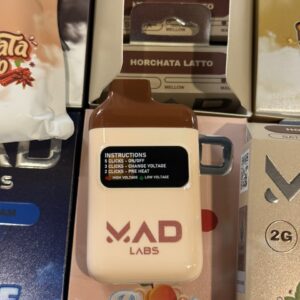 MELLOW
HORCHATA LATTO
MELLOW
INSTRUCTIONS
5 CLICKS - ON/OFF
3 CLICKS - CHANGE VOLTAGE
2 CLICKS - PRE HEAT
HIGH VOLTAGE LOW VOLTAGE
MAD
LABS
2G